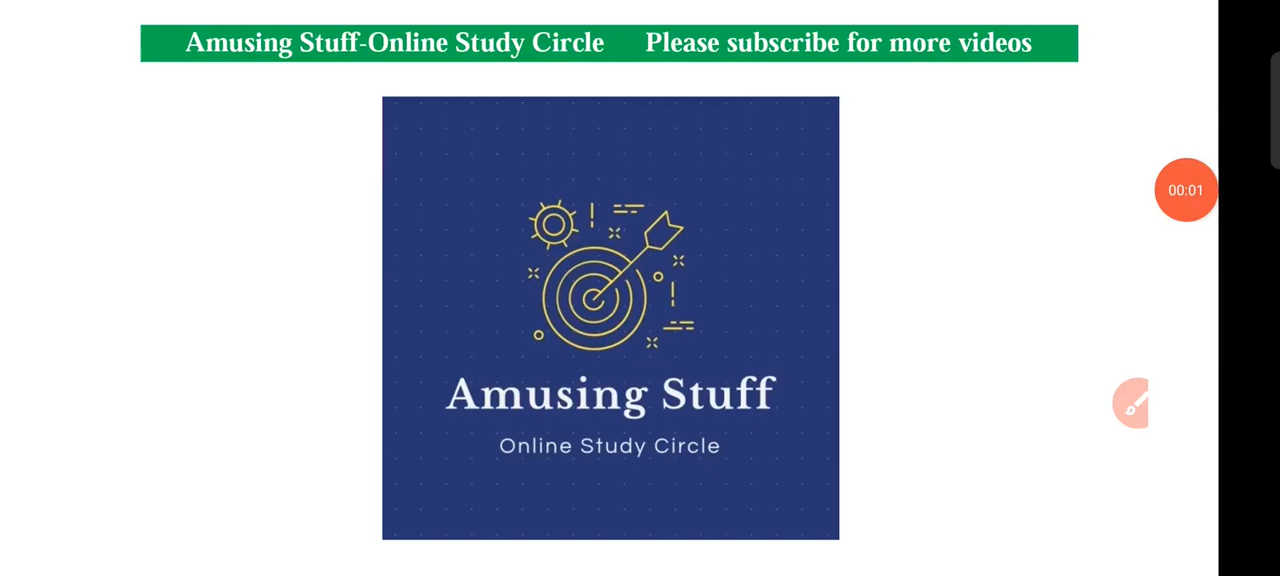 Amusing Stuff-Online Study Circle Please subscribe for more videos
00:01
Amusing Stuff
Online Study Circle